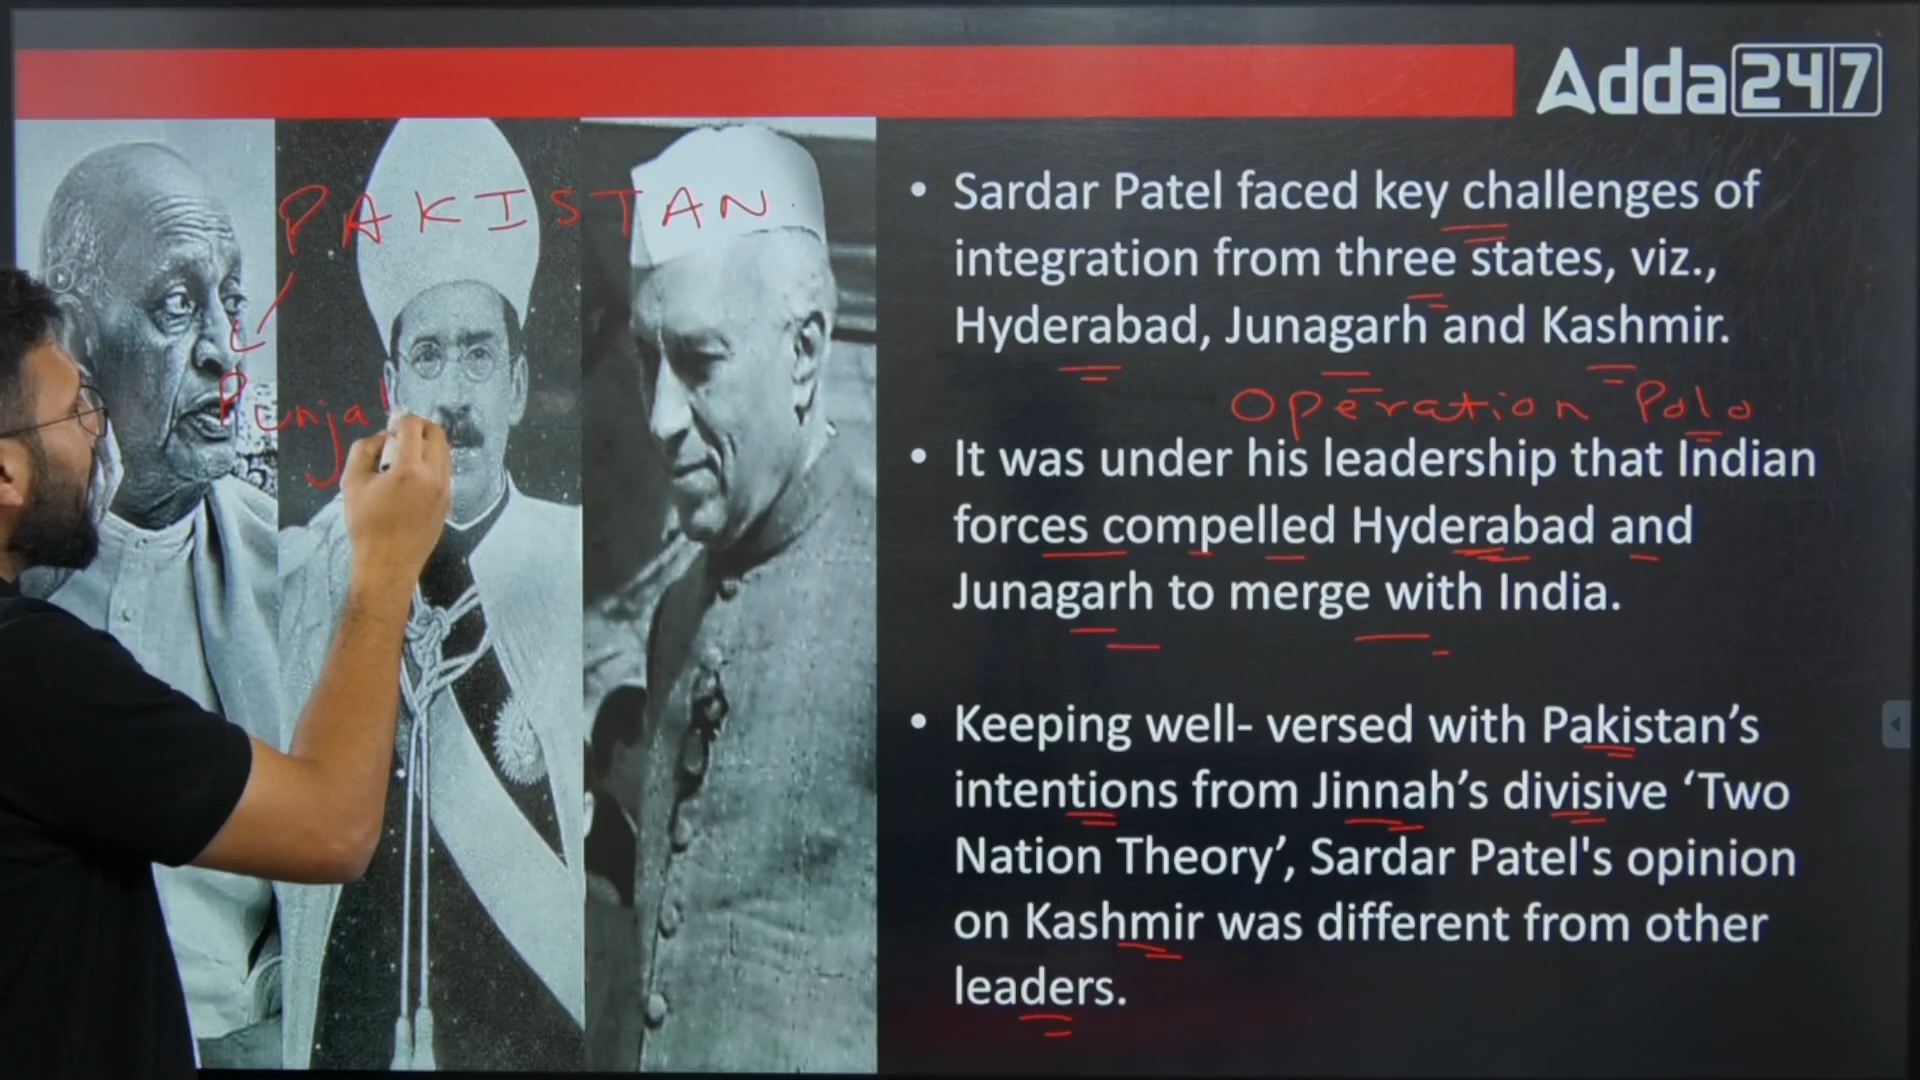 Adda247
PAKISTAN
Punja
• Sardar Patel faced key challenges of
integration from three states, viz.,
Hyderabad, Junagarh and Kashmir.
Operation Polo
• It was under his leadership that Indian
forces compelled Hyderabad and
Junagarh to merge with India.
• Keeping well- versed with Pakistan’s
intentions from Jinnah’s divisive ‘Two
Nation Theory’, Sardar Patel's opinion
on Kashmir was different from other
leaders.